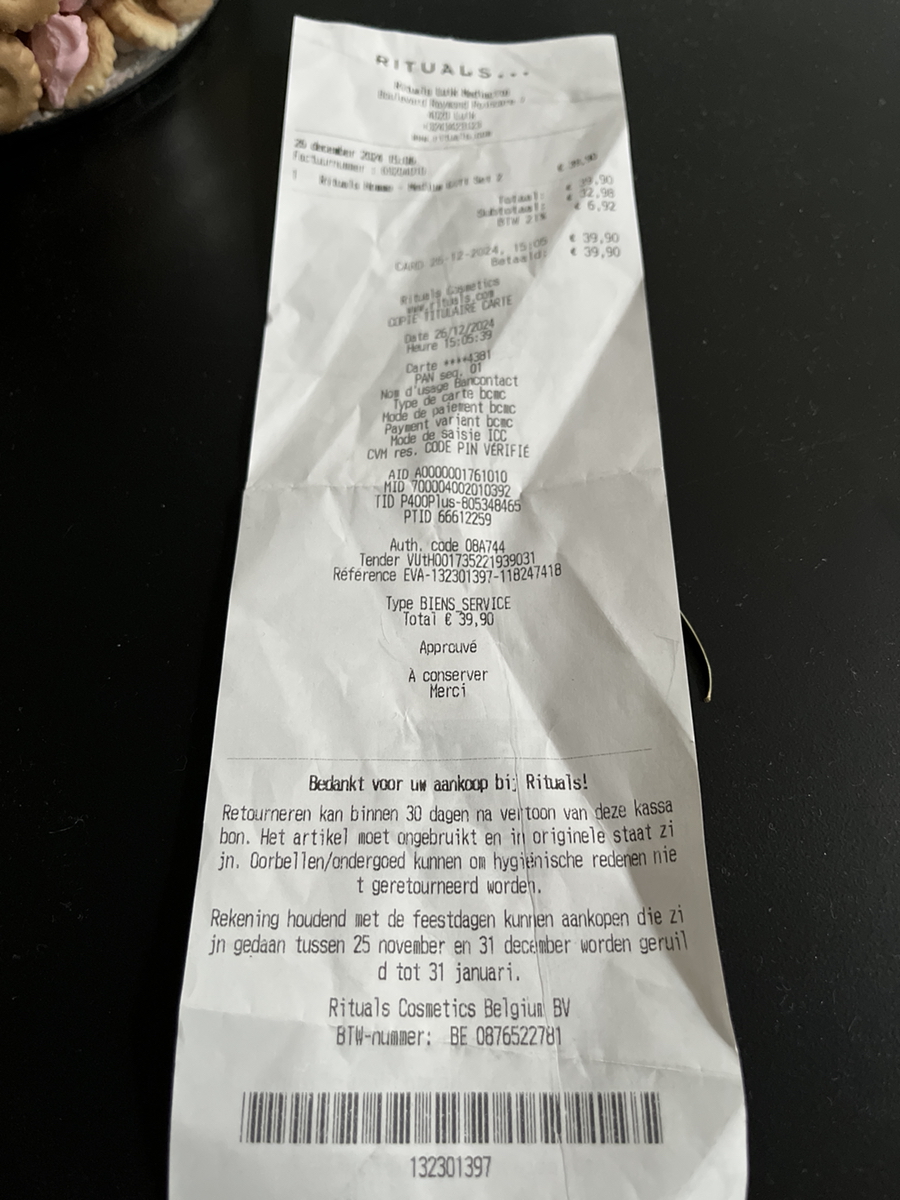 RITUALS...
26 december 2024 15:06
Factuurnummer :
€ 39,90
1 Rituals Homme - Medium Gift Set 2
Totaal: € 39,90
Subtotaal: € 32,98
BTW 21% € 6,92
CARD 26-12-2024, 15:05 € 39,90
Betaald: € 39,90
Rituals Cosmetics
www.rituals.com
COPIE TITULAIRE CARTE
Date 26/12/2024
Heure 15:05:39
Carte ****4381
PAN seq. 01
Nom d'usage Bancontact
Type de carte bcmc
Mode de paiement bcmc
Payment variant bcmc
Mode de saisie ICC
CVM res. CODE PIN VÉRIFIÉ
AID A0000001761010
MID 700004002010392
TID P400Plus-805348465
PTID 66612259
Auth. code 08A744
Tender VUtH001735221939031
Référence EVA-132301397-118247418
Type BIENS_SERVICE
Total € 39,90
Approuvé
À conserver
Merci
Bedankt voor uw aankoop bij Rituals!
Retourneren kan binnen 30 dagen na vertoon van deze kassa
bon. Het artikel moet ongebruikt en in originele staat zi
jn. Oorbellen/ondergoed kunnen om hygiënische redenen nie
t geretourneerd worden.
Rekening houdend met de feestdagen kunnen aankopen die zi
jn gedaan tussen 25 november en 31 december worden geruil
d tot 31 januari.
Rituals Cosmetics Belgium BV
BTW-nummer: BE 0876522781
132301397